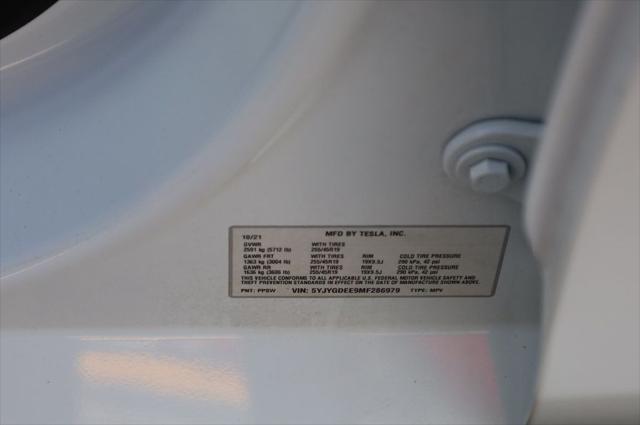 10/21 MFD BY TESLA, INC.
GVWR WITH TIRES
2591 kg (5712 lb) 255/45R19
GAWR FRT WITH TIRES RIM COLD TIRE PRESSURE
1363 kg (3004 lb) 255/45R19 19X9.5J 290 kPa, 42 psi
GAWR RR WITH TIRES RIM COLD TIRE PRESSURE
1636 kg (3606 lb) 255/45R19 19X9.5J 290 kPa, 42 psi
THIS VEHICLE CONFORMS TO ALL APPLICABLE U.S. FEDERAL MOTOR VEHICLE SAFETY AND
THEFT PREVENTION STANDARDS IN EFFECT ON THE DATE OF MANUFACTURE SHOWN ABOVE.
PNT: PPSW VIN: 5YJYGDEE9MF286979 TYPE: MPV